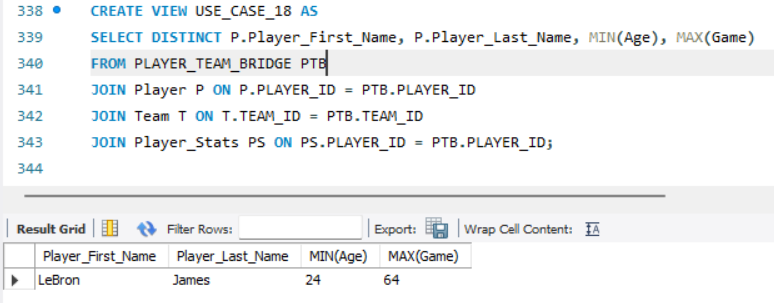 338 CREATE VIEW USE_CASE_18 AS
339 SELECT DISTINCT P.Player_First_Name, P.Player_Last_Name, MIN(Age), MAX(Game)
340 FROM PLAYER_TEAM_BRIDGE PTB
341 JOIN Player P ON P.PLAYER_ID = PTB.PLAYER_ID
342 JOIN Team T ON T.TEAM_ID = PTB.TEAM_ID
343 JOIN Player_Stats PS ON PS.PLAYER_ID = PTB.PLAYER_ID;
344
Result Grid Filter Rows: Export: Wrap Cell Content: IA
Player_First_Name Player_Last_Name MIN(Age) MAX(Game)
LeBron James 24 64